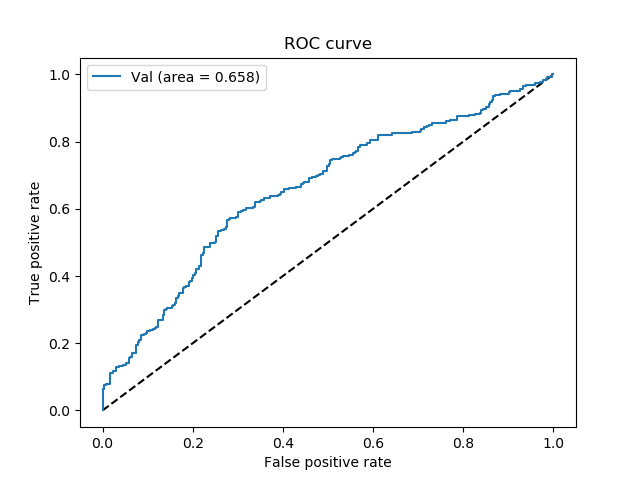 ROC curve
Val (area = 0.658)
1.0
0.8
0.6
0.4
0.2
0.0
True positive rate
0.0 0.2 0.4 0.6 0.8 1.0
False positive rate